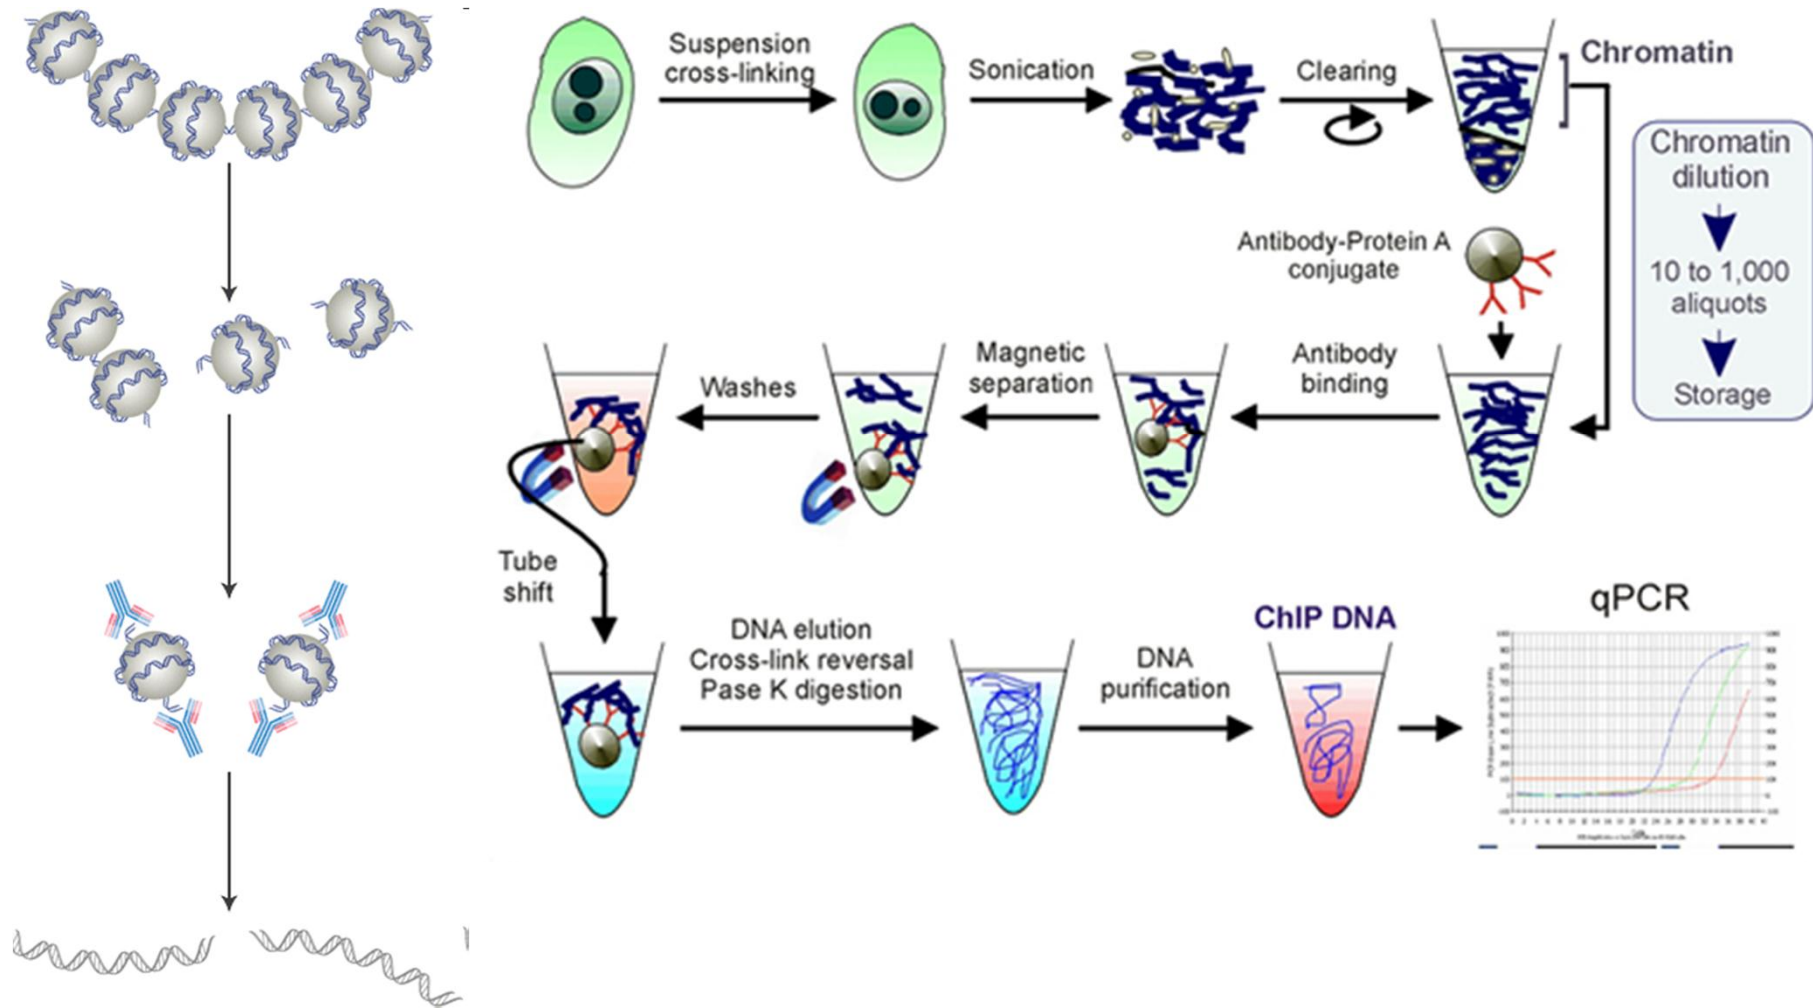 Suspension
cross-linking
Sonication
Clearing
Chromatin
Chromatin
dilution
10 to 1,000
aliquots
Storage
Antibody-Protein A
conjugate
Antibody
binding
Magnetic
separation
Washes
Tube
shift
DNA elution
Cross-link reversal
Pase K digestion
DNA
purification
ChIP DNA
qPCR